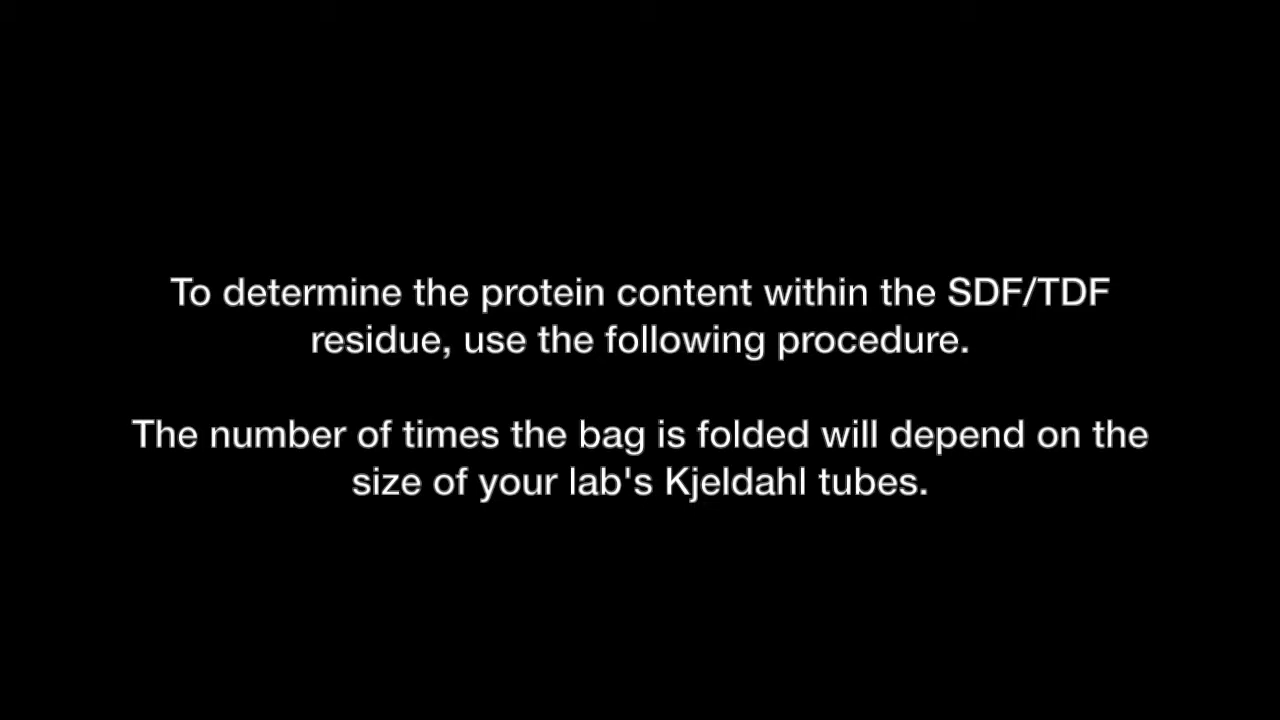 To determine the protein content within the SDF/TDF
residue, use the following procedure.
The number of times the bag is folded will depend on the
size of your lab's Kjeldahl tubes.